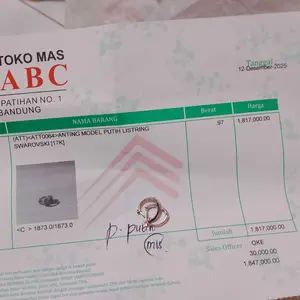 TOKO MAS
ABC
PATIHAN NO. 1
BANDUNG
Tanggal
12-Desember-2025
NAMA BARANG
Berat
Harga
(ATT)<ATT0064>ANTING MODEL PUTIH LISTRING
SWAROVSKI [17K]
.97
1,817,000.00
<C > 1873.0/1873.0
p-putih
mls
Jumlah
1,817,000.00
Sales Officer
OKE
30,000.00
1,847,000.00